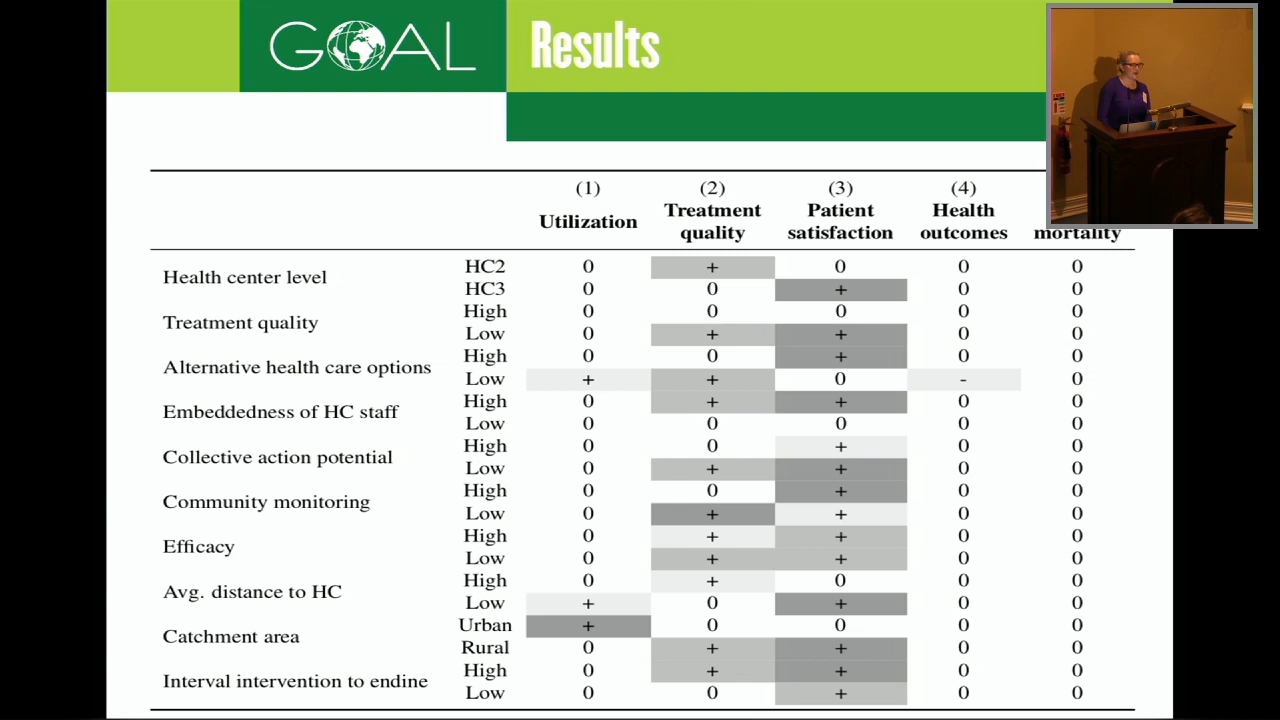 GOAL Results
(1) (2) (3) (4)
Utilization Treatment quality Patient satisfaction Health outcomes mortality
Health center level HC2 0 + 0 0 0
HC3 0 0 + 0 0
Treatment quality High 0 0 0 0 0
Low 0 + + 0 0
Alternative health care options High 0 0 + 0 0
Low + + 0 - 0
Embeddedness of HC staff High 0 + + 0 0
Low 0 0 0 0 0
Collective action potential High 0 0 + 0 0
Low 0 + + 0 0
Community monitoring High 0 0 + 0 0
Low 0 + + 0 0
Efficacy High 0 + + 0 0
Low 0 + + 0 0
Avg. distance to HC High 0 + 0 0 0
Low + 0 + 0 0
Catchment area Urban + 0 0 0 0
Rural 0 + + 0 0
Interval intervention to endine High 0 + + 0 0
Low 0 0 + 0 0